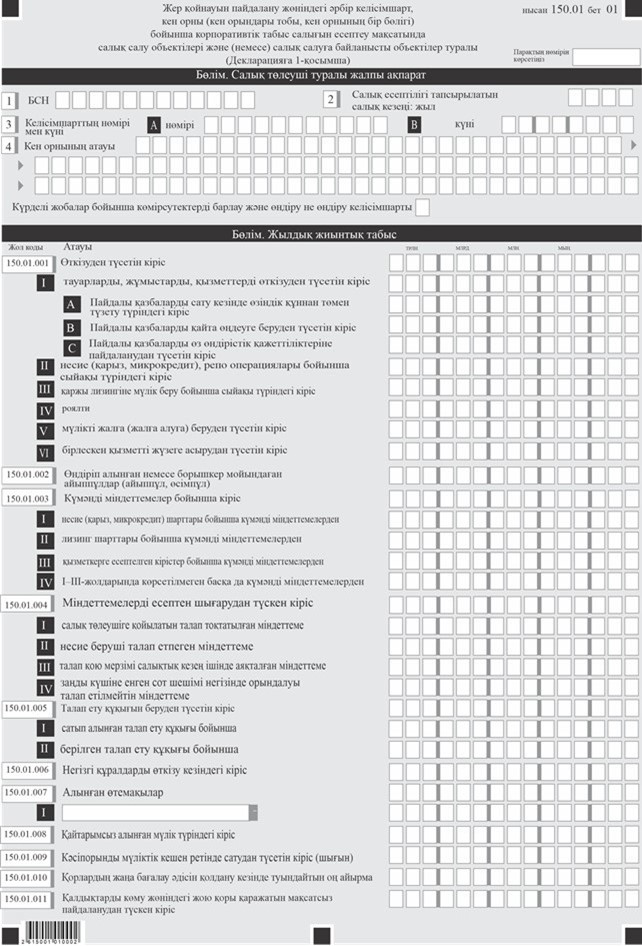 Жер қойнауын пайдалану жөніндегі әрбір келісімшарт,
нысан 150.01 бет 01
кен орны (кен орындары тобы, кен орнының бір бөлігі)
бойынша корпоративтік табыс салығын есептеу мақсатында
салық салу объектілері және (немесе) салық салуға байланысты объектілер туралы
(Декларацияға 1-қосымша)
Парақтың нөмірін
көрсетіңіз
Бөлім. Салық төлеуші туралы жалпы ақпарат
1 БСН
2 Салық есептілігі тапсырылатын
салық кезеңі: жыл
3 Келісімшарттың нөмірі
мен күні
A нөмірі
B күні
4 Кен орнының атауы
Күрделі жобалар бойынша көмірсутектерді барлау және өндіру не өндіру келісімшарты
Бөлім. Жылдық жиынтық табыс
Жол коды Атауы трлн млрд млн мың
150.01.001 Өткізуден түсетін кіріс
I тауарларды, жұмыстарды, қызметтерді өткізуден түсетін кіріс
A Пайдалы қазбаларды сату кезінде өзіндік құннан төмен
түзету түріндегі кіріс
B Пайдалы қазбаларды қайта өңдеуге беруден түсетін кіріс
C Пайдалы қазбаларды өз өндірістік қажеттіліктеріне
пайдаланудан түсетін кіріс
II несие (қарыз, микрокредит), репо операциялары бойынша
сыйақы түріндегі кіріс
III қаржы лизингіне мүлік беру бойынша сыйақы түріндегі кіріс
IV роялти
V мүлікті жалға (жалға алуға) беруден түсетін кіріс
VI бірлескен қызметті жүзеге асырудан түсетін кіріс
150.01.002 Өндіріп алынған немесе борышкер мойындаған
айыппұлдар (айыппұл, өсімпұл)
150.01.003 Күмәнді міндеттемелер бойынша кіріс
I несие (қарыз, микрокредит) шарттары бойынша күмәнді міндеттемелерден
II лизинг шарттары бойынша күмәнді міндеттемелерден
III қызметкерге есептелген кірістер бойынша күмәнді міндеттемелерден
IV I–III-жолдарында көрсетілмеген басқа да күмәнді міндеттемелерден
150.01.004 Міндеттемелерді есептен шығарудан түскен кіріс
I салық төлеушіге қойылатын талап тоқтатылған міндеттеме
II несие беруші талап етпеген міндеттеме
III талап қою мерзімі салықтық кезең ішінде аяқталған міндеттеме
IV заңды күшіне енген сот шешімі негізінде орындалуы
талап етілмейтін міндеттеме
150.01.005 Талап ету құқығын беруден түсетін кіріс
I сатып алынған талап ету құқығы бойынша
II берілген талап ету құқығы бойынша
150.01.006 Негізгі құралдарды өткізу кезіндегі кіріс
150.01.007 Алынған өтемақылар
I
150.01.008 Қайтарымсыз алынған мүлік түріндегі кіріс
150.01.009 Кәсіпорынды мүліктік кешен ретінде сатудан түсетін кіріс (шығын)
150.01.010 Қорлардың жаңа бағалау әдісін қолдану кезінде туындайтын оң айырма
150.01.011 Қалдықтарды көму жөніндегі жою қоры қаражатын мақсатсыз
пайдаланудан түскен кіріс